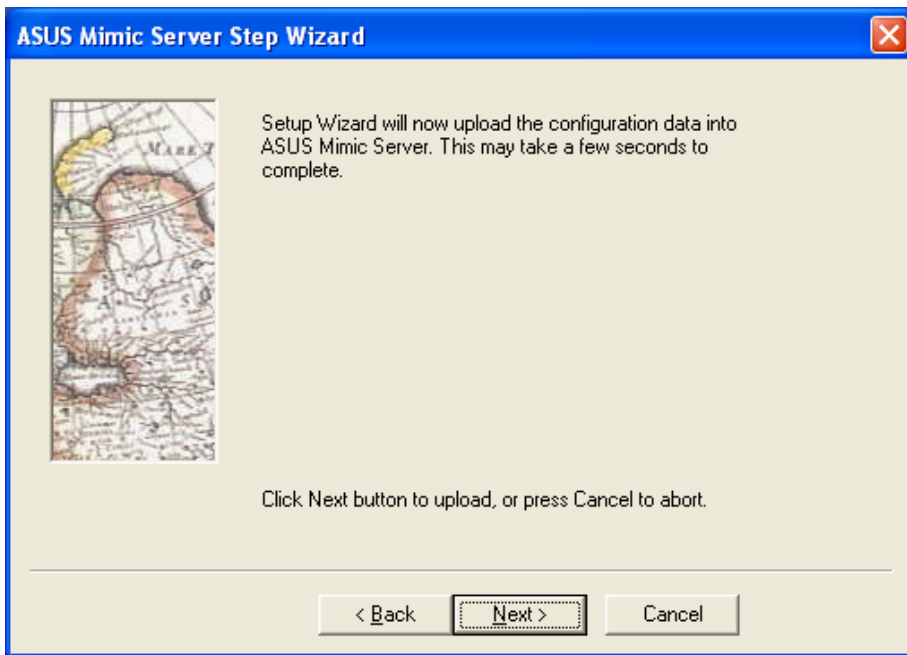 ASUS Mimic Server Step Wizard
Setup Wizard will now upload the configuration data into
ASUS Mimic Server. This may take a few seconds to
complete.
Click Next button to upload, or press Cancel to abort.
< Back
Next >
Cancel